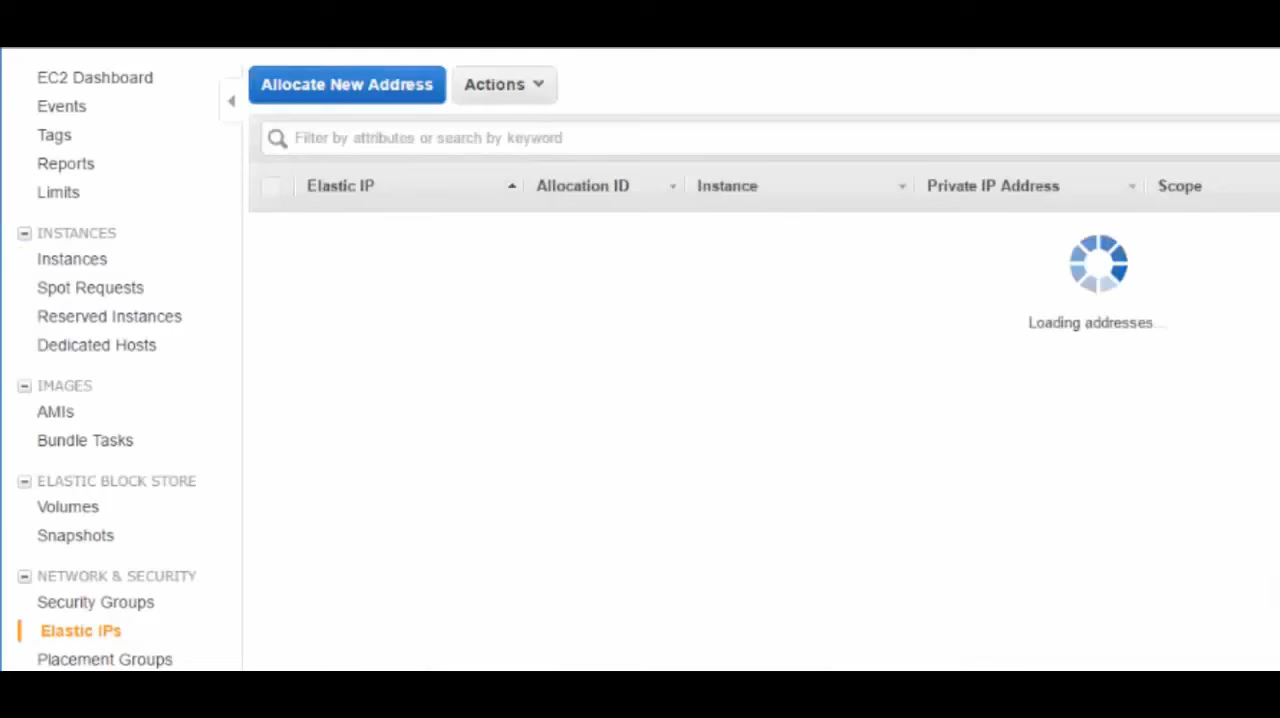 EC2 Dashboard
Events
Tags
Reports
Limits
INSTANCES
Instances
Spot Requests
Reserved Instances
Dedicated Hosts
IMAGES
AMIs
Bundle Tasks
ELASTIC BLOCK STORE
Volumes
Snapshots
NETWORK & SECURITY
Security Groups
Elastic IPs
Placement Groups
Allocate New Address Actions
Filter by attributes or search by keyword
Elastic IP Allocation ID Instance Private IP Address Scope
Loading addresses...